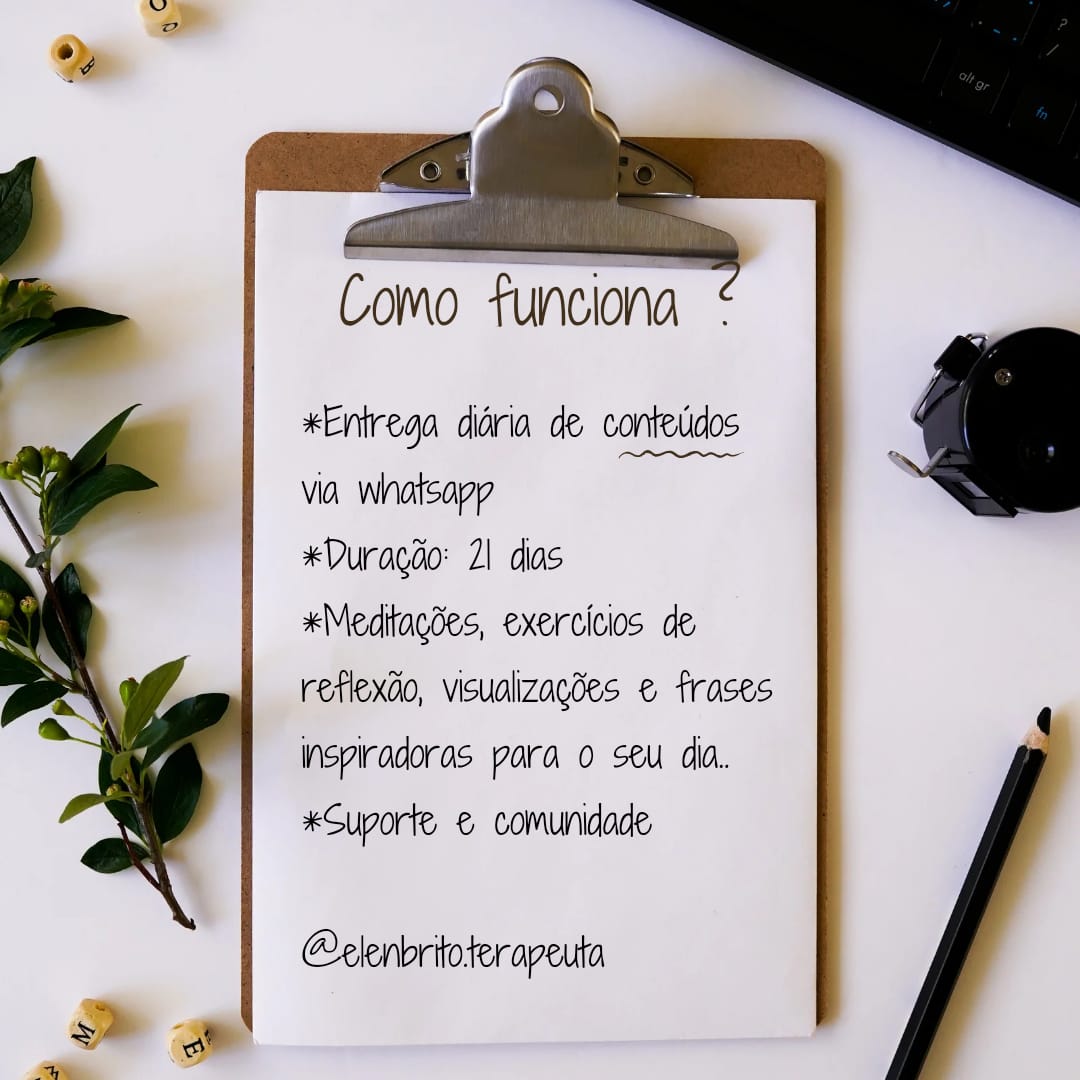 alt gr
fn
?
/
Como funciona ?
*Entrega diária de conteúdos
via whatsapp
*Duração: 21 dias
*Meditações, exercícios de
reflexão, visualizações e frases
inspiradoras para o seu dia..
*Suporte e comunidade
@elenbrito.terapeuta
M
E